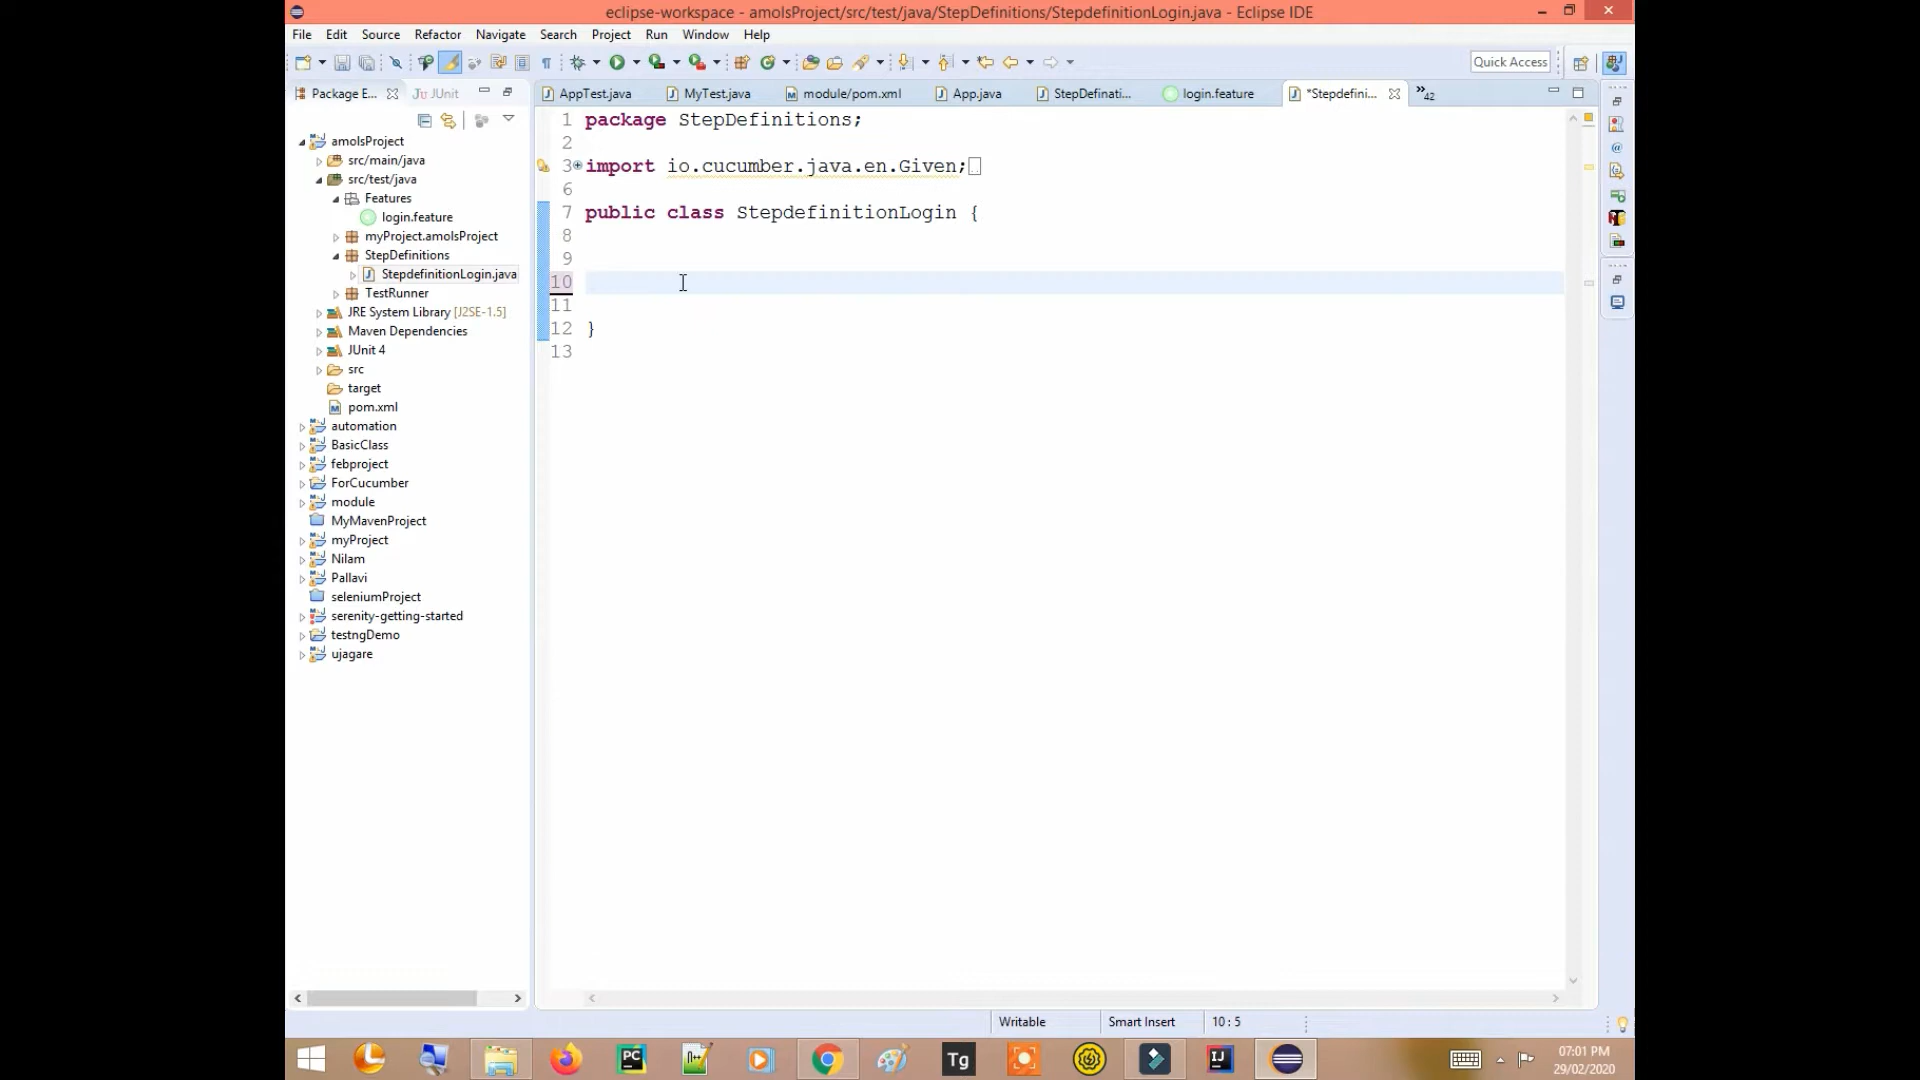 eclipse-workspace - amolsProject/src/test/java/StepDefinitions/StepdefinitionLogin.java - Eclipse IDE
File Edit Source Refactor Navigate Search Project Run Window Help
Quick Access
Package E... JUnit
AppTest.java MyTest.java module/pom.xml App.java StepDefinati... login.feature *Stepdefini... »42
amolsProject
src/main/java
src/test/java
Features
login.feature
myProject.amolsProject
StepDefinitions
StepdefinitionLogin.java
TestRunner
JRE System Library [J2SE-1.5]
Maven Dependencies
JUnit 4
src
target
pom.xml
automation
BasicClass
febproject
ForCucumber
module
MyMavenProject
myProject
Nilam
Pallavi
seleniumProject
serenity-getting-started
testngDemo
ujagare
1 package StepDefinitions;
2
3 import io.cucumber.java.en.Given;
6
7 public class StepdefinitionLogin {
8
9
10
11
12 }
13
Writable Smart Insert 10 : 5
PC Tg IJ
07:01 PM
29/02/2020